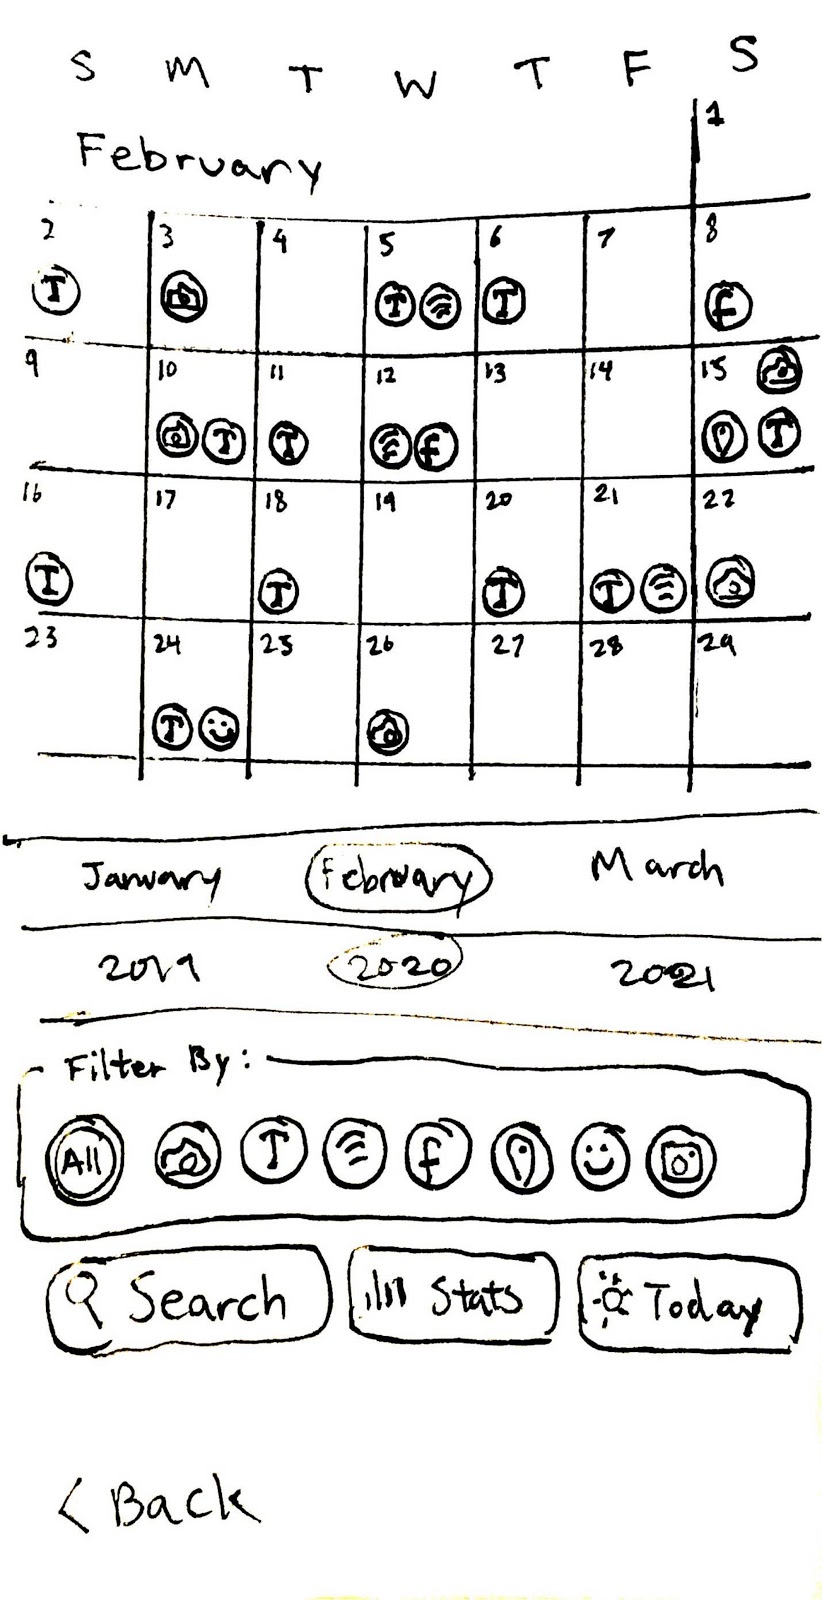 S M T W T F S
February
1
2 3 4 5 6 7 8
T T T T f
9 10 11 12 13 14 15
T T f T
16 17 18 19 20 21 22
T T T T
23 24 25 26 27 28 29
T
January February March
2019 2020 2021
Filter By:
All T f
Search Stats Today
< Back